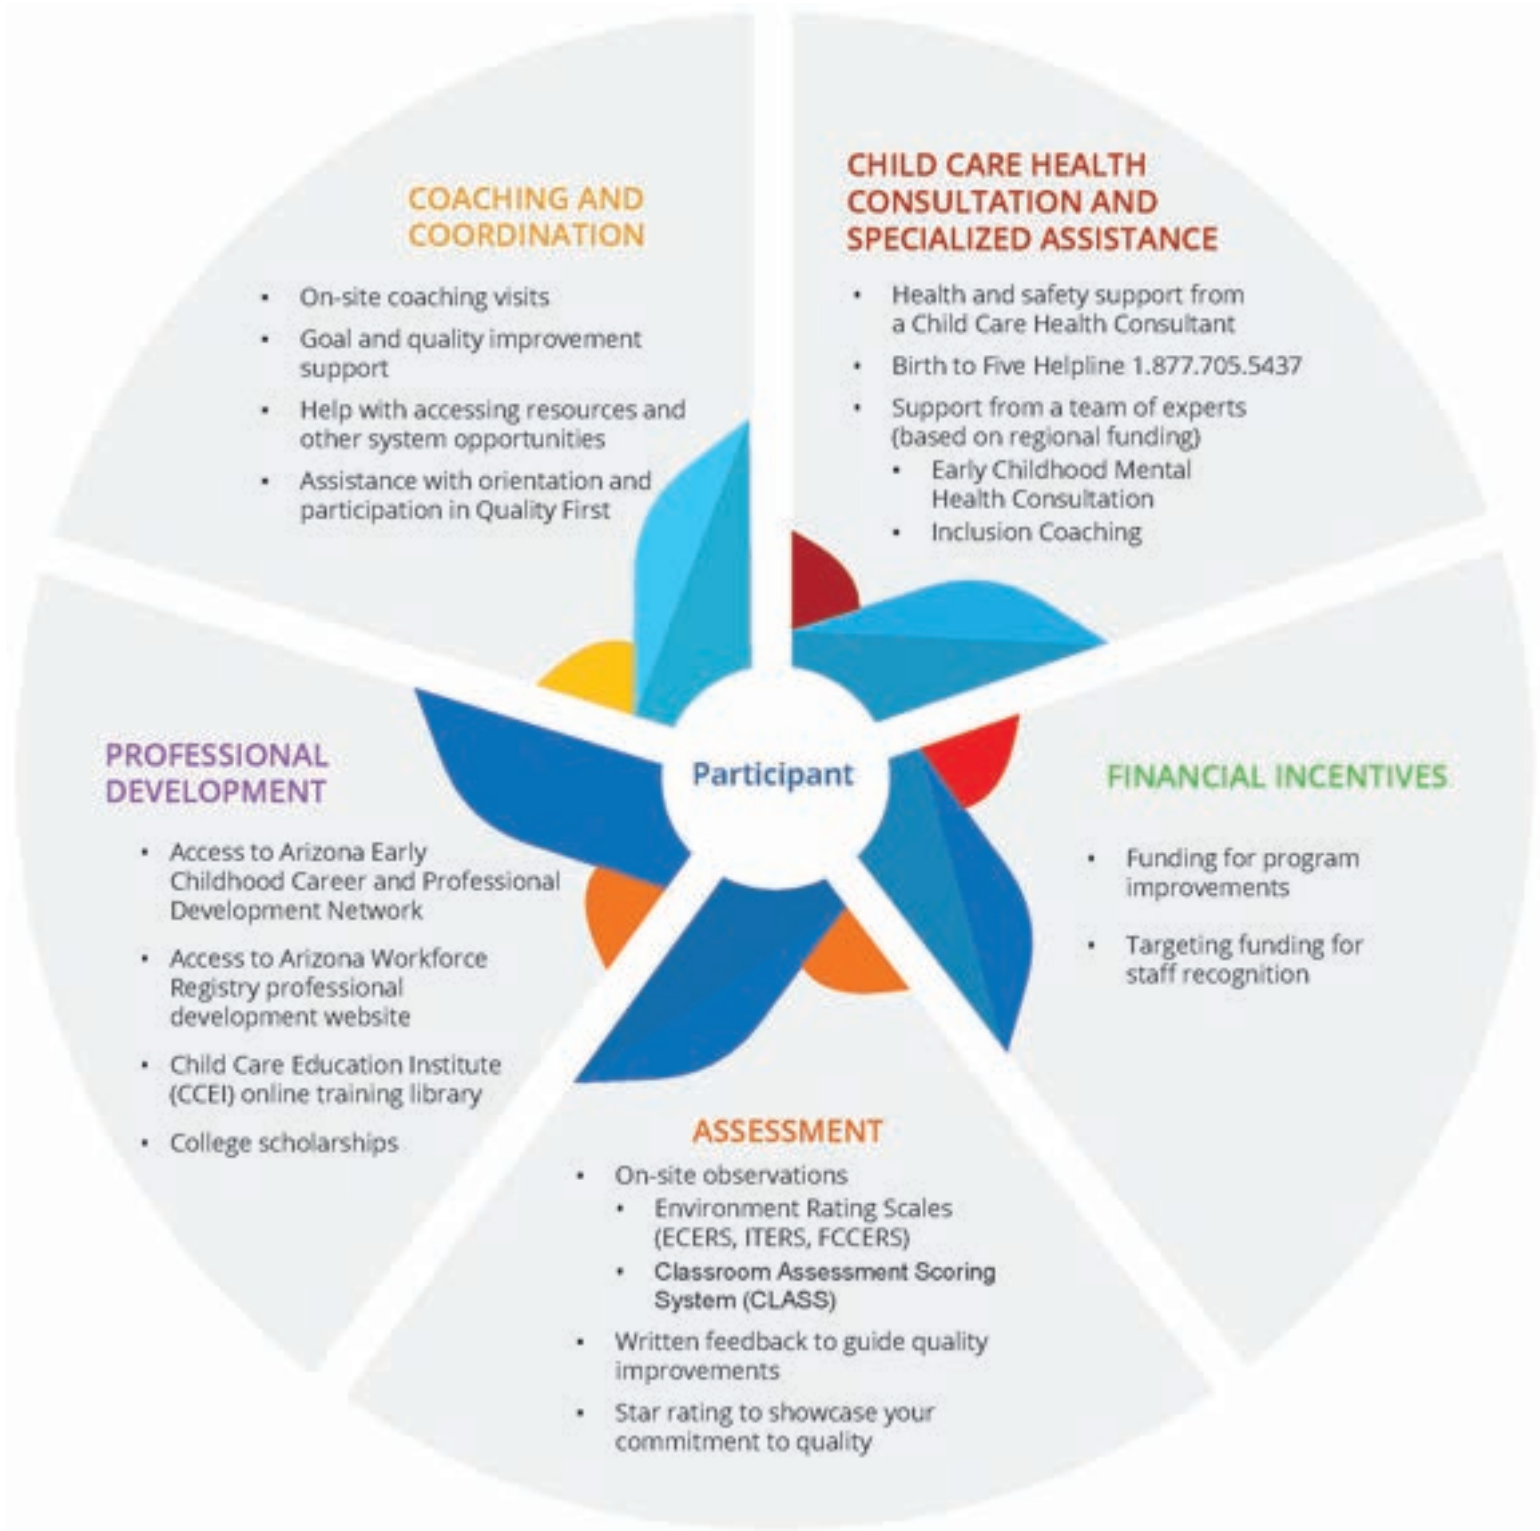 COACHING AND
COORDINATION
• On-site coaching visits
• Goal and quality improvement
support
• Help with accessing resources and
other system opportunities
• Assistance with orientation and
participation in Quality First
CHILD CARE HEALTH
CONSULTATION AND
SPECIALIZED ASSISTANCE
• Health and safety support from
a Child Care Health Consultant
• Birth to Five Helpline 1.877.705.5437
• Support from a team of experts
(based on regional funding)
• Early Childhood Mental
Health Consultation
• Inclusion Coaching
Participant
PROFESSIONAL
DEVELOPMENT
• Access to Arizona Early
Childhood Career and Professional
Development Network
• Access to Arizona Workforce
Registry professional
development website
• Child Care Education Institute
(CCEI) online training library
• College scholarships
FINANCIAL INCENTIVES
• Funding for program
improvements
• Targeting funding for
staff recognition
ASSESSMENT
• On-site observations
• Environment Rating Scales
(ECERS, ITERS, FCCERS)
• Classroom Assessment Scoring
System (CLASS)
• Written feedback to guide quality
improvements
• Star rating to showcase your
commitment to quality